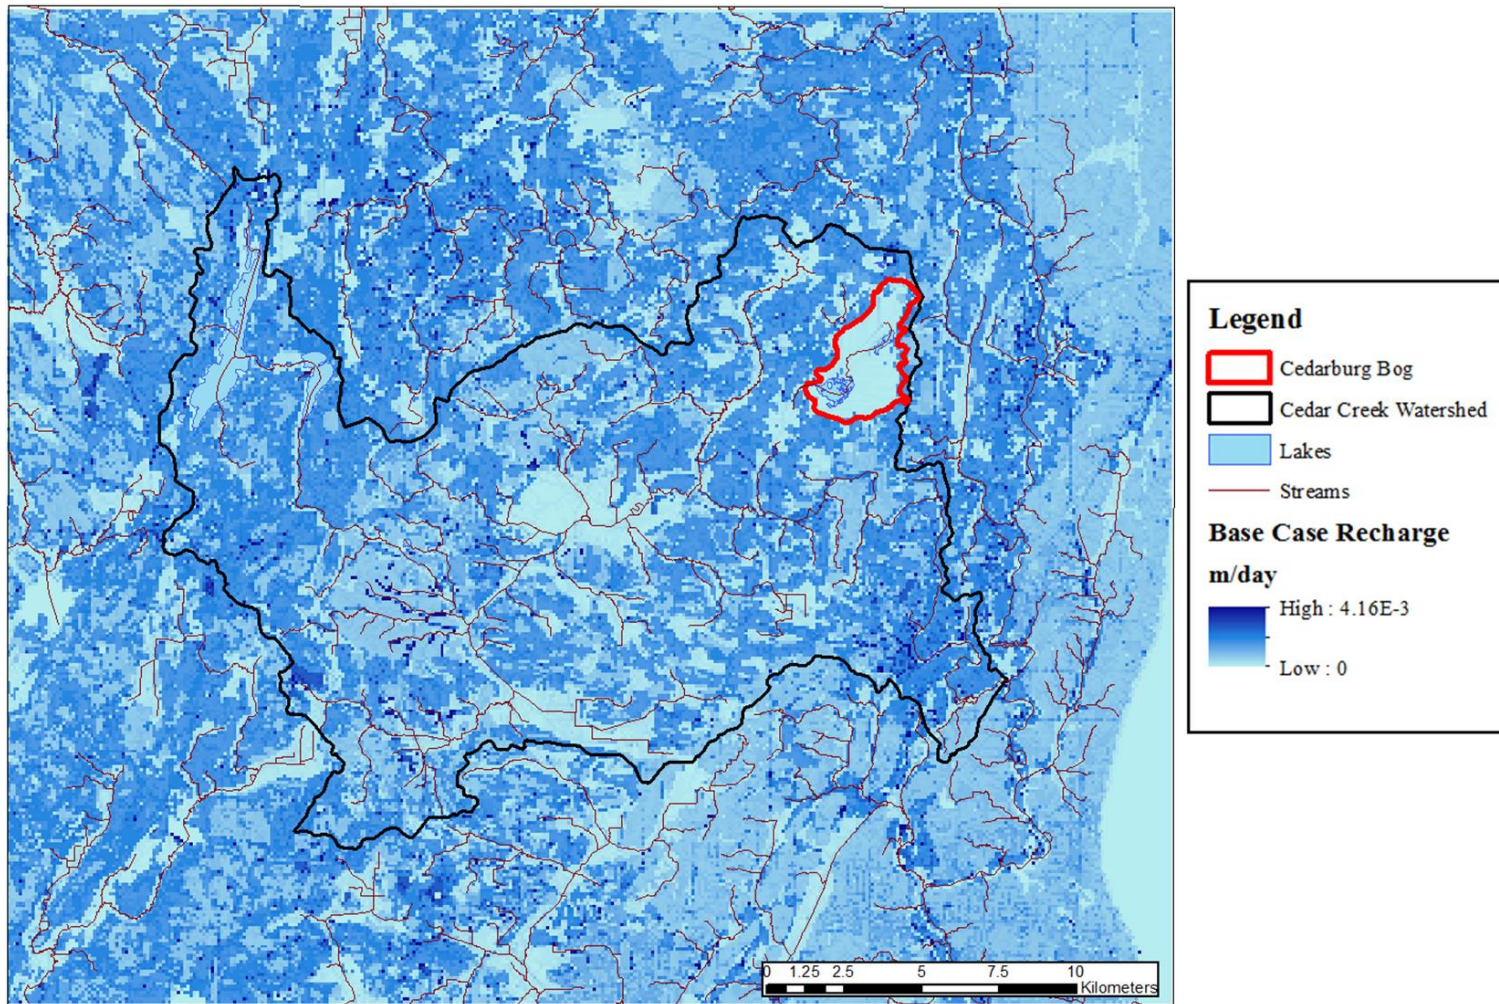 Legend
Cedarburg Bog
Cedar Creek Watershed
Lakes
Streams
Base Case Recharge
m/day
High : 4.16E-3
Low : 0
0 1.25 2.5 5 7.5 10
Kilometers